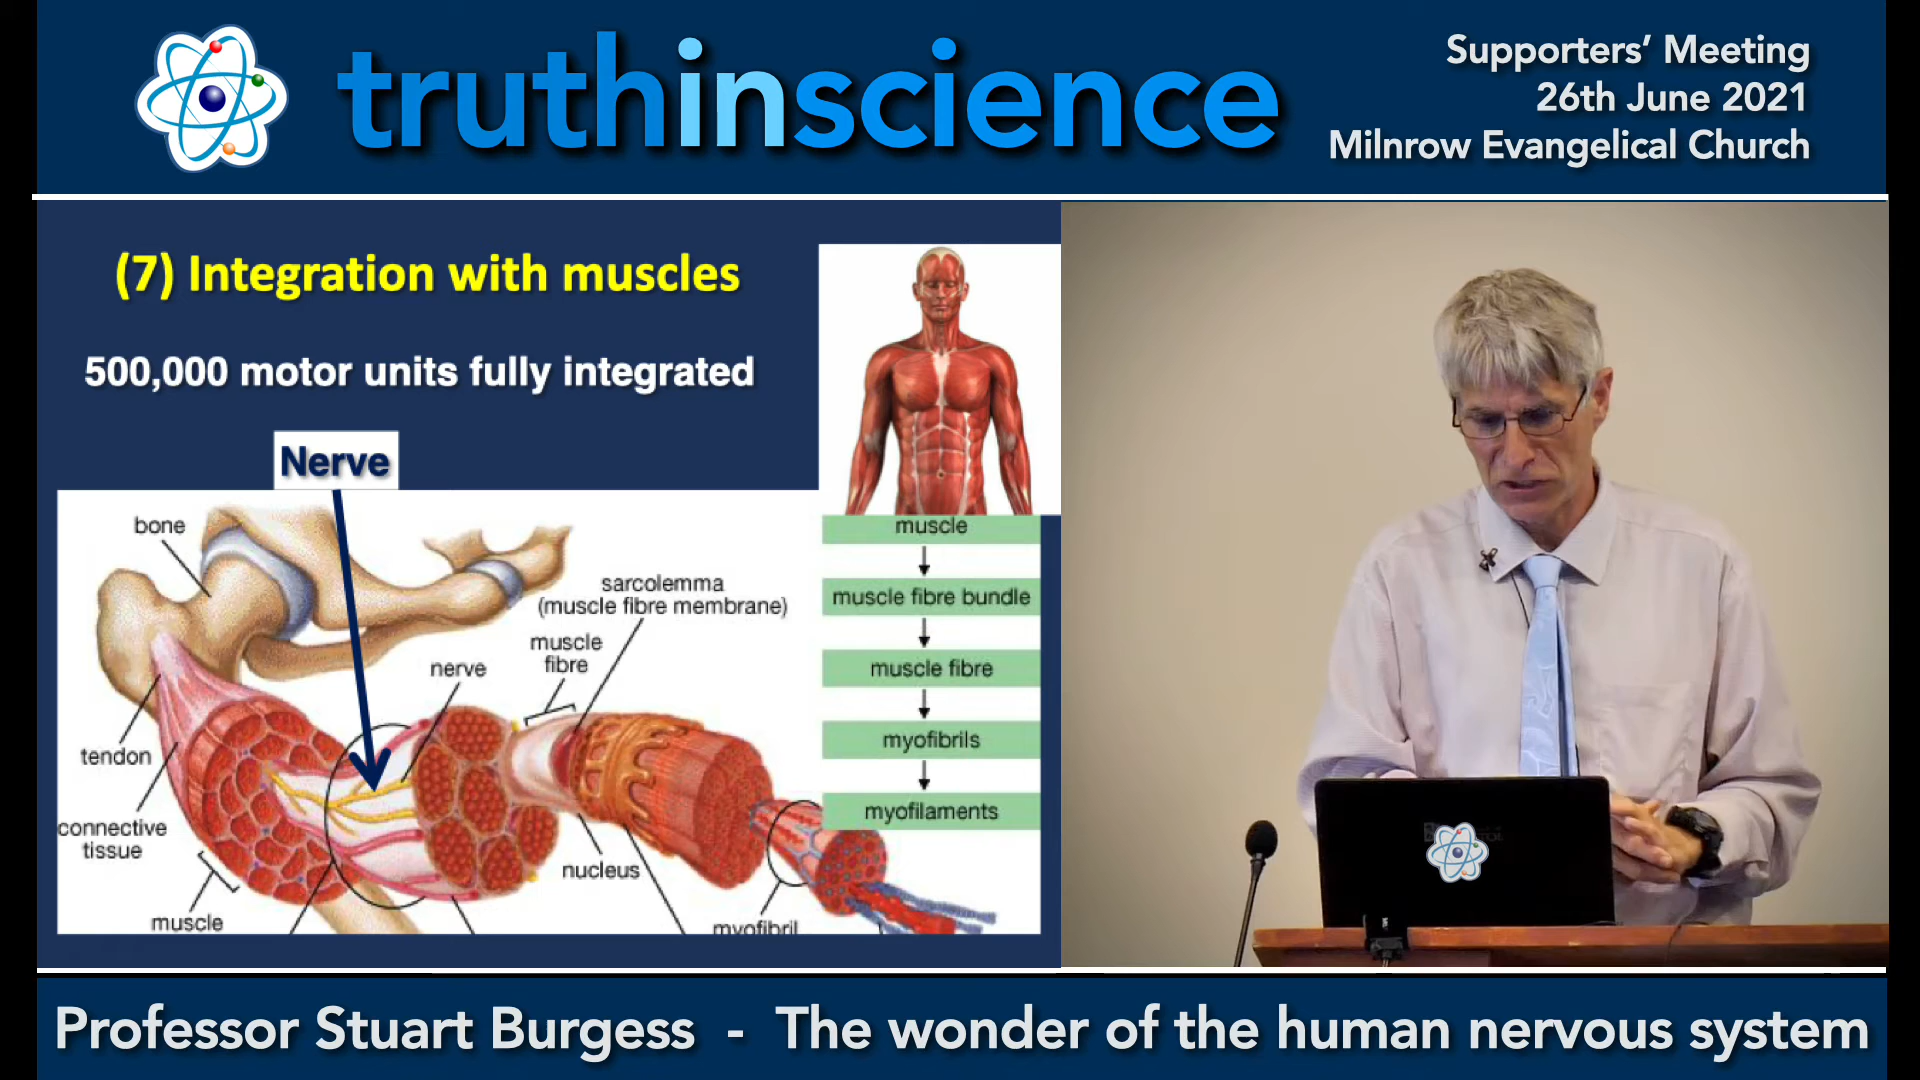 truthinscience
Supporters' Meeting
26th June 2021
Milnrow Evangelical Church
(7) Integration with muscles
500,000 motor units fully integrated
Nerve
bone
sarcolemma
(muscle fibre membrane)
muscle
fibre
nerve
tendon
connective
tissue
muscle
nucleus
myofibril
muscle
muscle fibre bundle
muscle fibre
myofibrils
myofilaments
Professor Stuart Burgess - The wonder of the human nervous system